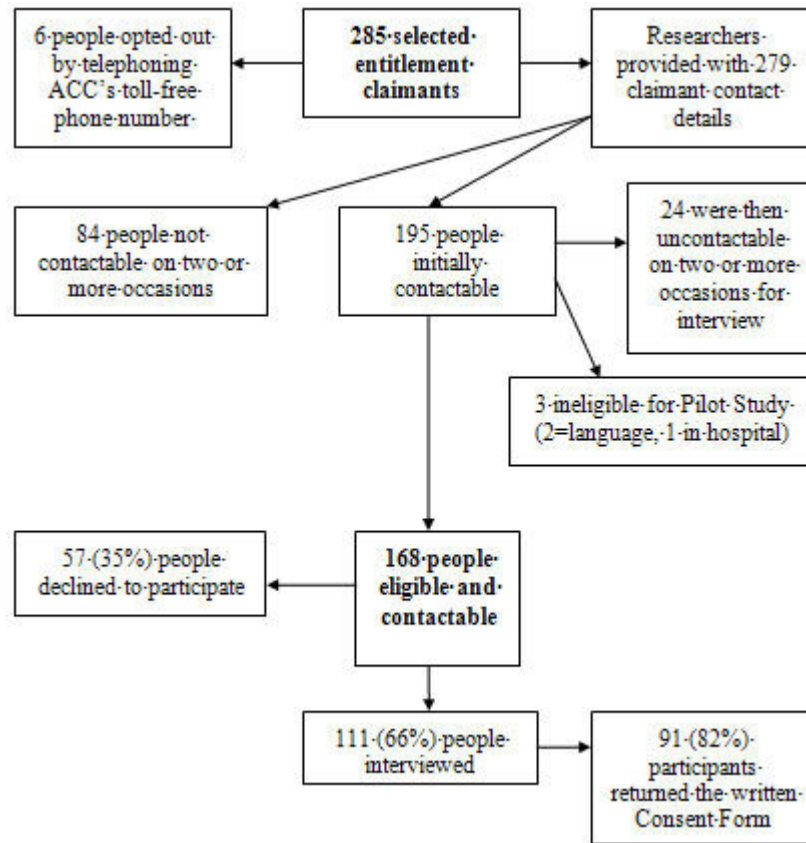 6 people opted out
by telephoning
ACC's toll-free
phone number
285 selected
entitlement
claimants
Researchers
provided with 279
claimant contact
details
84 people not
contactable on two or
more occasions
195 people
initially
contactable
24 were then
uncontactable
on two or more
occasions for
interview
3 ineligible for Pilot Study
(2=language, 1 in hospital)
57 (35%) people
declined to participate
168 people
eligible and
contactable
111 (66%) people
interviewed
91 (82%)
participants
returned the written
Consent Form